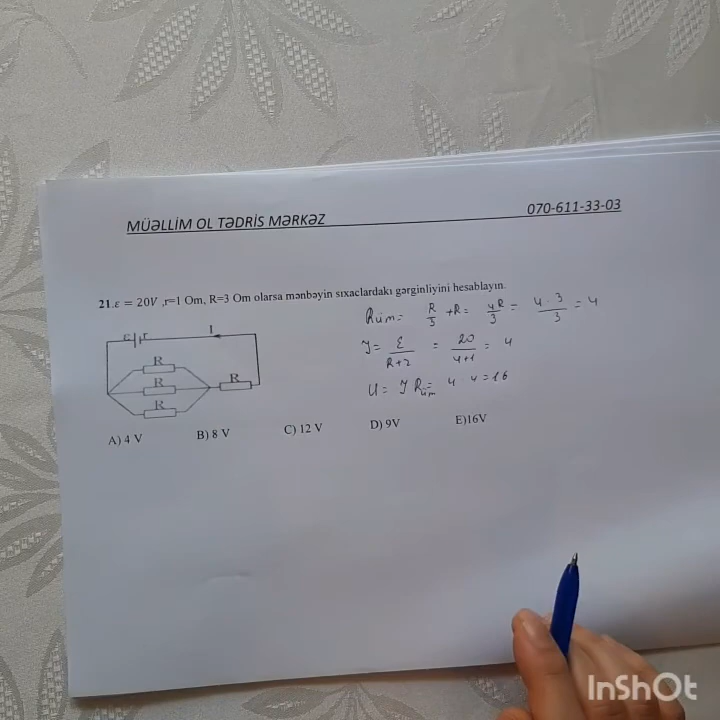 MÜƏLLİM OL TƏDRİS MƏRKƏZ
070-611-33-03
21.ε = 20V ,r=1 Om, R=3 Om olarsa mənbəyin sıxaclardakı gərginliyini hesablayın.
Rüm = R/3 + R = 4R/3 = 4·3/3 = 4
ε r I
J = ε/R+r = 20/4+1 = 4
R
R
R
R
U = J Rüm = 4·4=16
A) 4 V B) 8 V C) 12 V D) 9V E)16V
InShOt